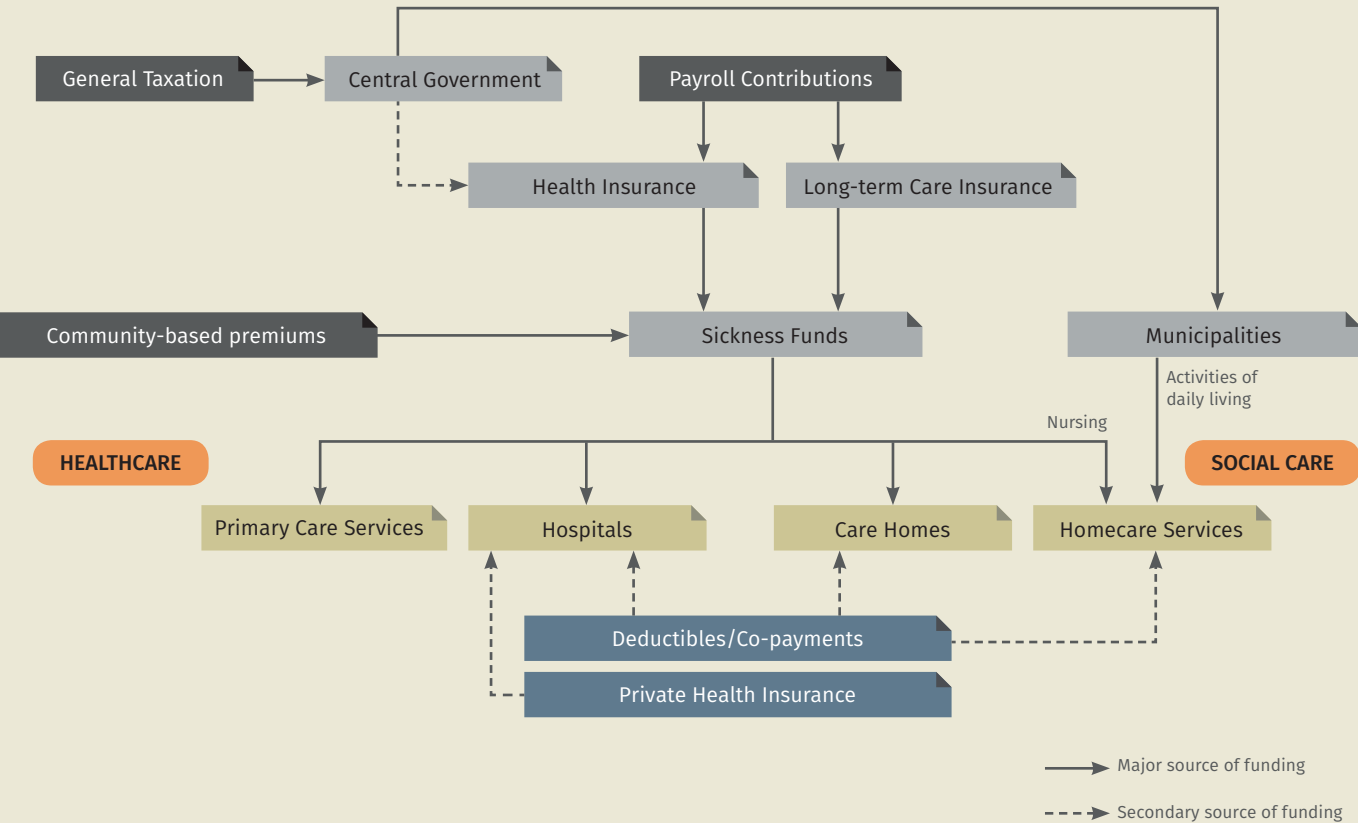 General Taxation
Central Government
Payroll Contributions
Health Insurance
Long-term Care Insurance
Community-based premiums
Sickness Funds
Municipalities
Activities of
daily living
Nursing
HEALTHCARE
SOCIAL CARE
Primary Care Services
Hospitals
Care Homes
Homecare Services
Deductibles/Co-payments
Private Health Insurance
Major source of funding
Secondary source of funding